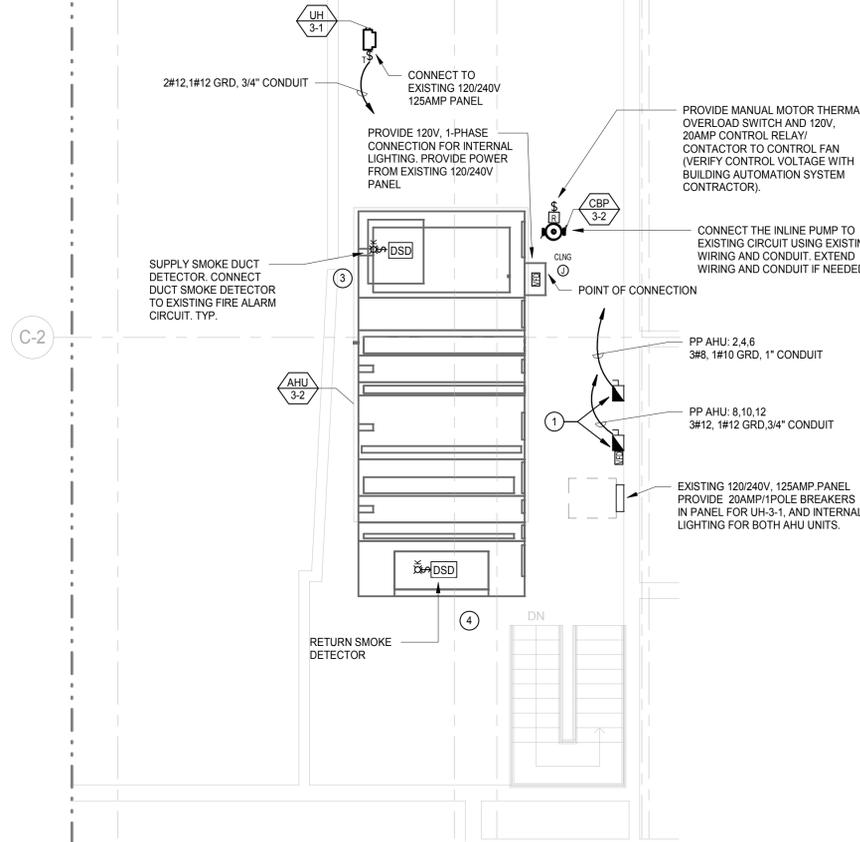 UH
3-1
2#12,1#12 GRD, 3/4" CONDUIT
T
$
CONNECT TO
EXISTING 120/240V
125AMP PANEL
PROVIDE 120V, 1-PHASE
CONNECTION FOR INTERNAL
LIGHTING. PROVIDE POWER
FROM EXISTING 120/240V
PANEL
PROVIDE MANUAL MOTOR THERMA
OVERLOAD SWITCH AND 120V,
20AMP CONTROL RELAY/
CONTACTOR TO CONTROL FAN
(VERIFY CONTROL VOLTAGE WITH
BUILDING AUTOMATION SYSTEM
CONTRACTOR).
$
R
CBP
3-2
CONNECT THE INLINE PUMP TO
EXISTING CIRCUIT USING EXISTIN
WIRING AND CONDUIT. EXTEND
WIRING AND CONDUIT IF NEEDED
CLNG
J
POINT OF CONNECTION
SUPPLY SMOKE DUCT
DETECTOR. CONNECT
DUCT SMOKE DETECTOR
TO EXISTING FIRE ALARM
CIRCUIT. TYP.
3
DSD
VFD
C-2
AHU
3-2
PP AHU: 2,4,6
3#8, 1#10 GRD, 1" CONDUIT
1
PP AHU: 8,10,12
3#12, 1#12 GRD,3/4" CONDUIT
VFD
EXISTING 120/240V, 125AMP.PANEL
PROVIDE  20AMP/1POLE BREAKERS
IN PANEL FOR UH-3-1, AND INTERNAL
LIGHTING FOR BOTH AHU UNITS.
DSD
4
RETURN SMOKE
DETECTOR
DN